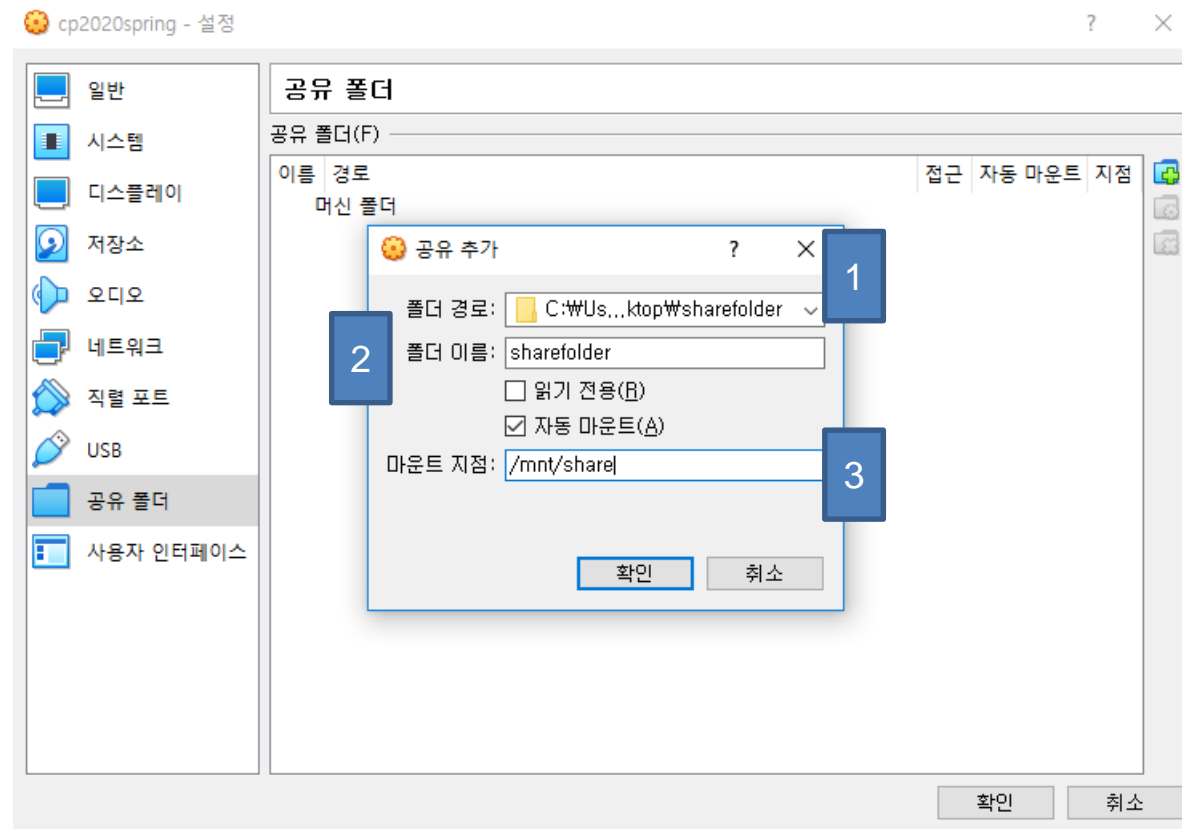 cp2020spring - 설정
?
일반
시스템
디스플레이
저장소
오디오
네트워크
직렬 포트
USB
공유 폴더
사용자 인터페이스
공유 폴더
공유 폴더(F)
이름 경로 접근 자동 마운트 지점
머신 폴더
공유 추가 ?
1
폴더 경로: C:₩Us...ktop₩sharefolder
2
폴더 이름: sharefolder
읽기 전용(R)
자동 마운트(A)
마운트 지점: /mnt/share
3
확인 취소
확인 취소